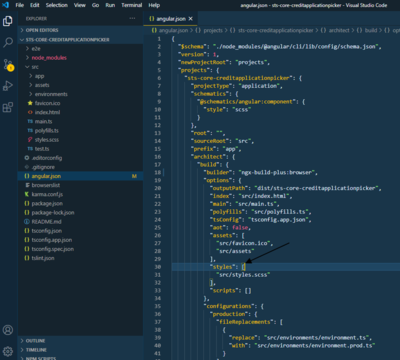 angular.json - sts-core-creditapplicationpicker - Visual Studio Code
EXPLORER
OPEN EDITORS
STS-CORE-CREDITAPPLICATIONPICKER
e2e
node_modules
src
app
assets
environments
favicon.ico
index.html
main.ts
polyfills.ts
styles.scss
test.ts
.editorconfig
.gitignore
angular.json M
browserslist
karma.conf.js
package.json
package-lock.json
README.md
tsconfig.json
tsconfig.app.json
tsconfig.spec.json
tslint.json
OUTLINE
TIMELINE
NPM SCRIPTS
angular.json M
angular.json > {} projects > {} sts-core-creditapplicationpicker > {} architect > {} build > {}
1 {
2 "$schema": "./node_modules/@angular/cli/lib/config/schema.json",
3 "version": 1,
4 "newProjectRoot": "projects",
5 "projects": {
6 "sts-core-creditapplicationpicker": {
7 "projectType": "application",
8 "schematics": {
9 "@schematics/angular:component": {
10 "style": "scss"
11 }
12 },
13 "root": "",
14 "sourceRoot": "src",
15 "prefix": "app",
16 "architect": {
17 "build": {
18 "builder": "ngx-build-plus:browser",
19 "options": {
20 "outputPath": "dist/sts-core-creditapplicationpicker",
21 "index": "src/index.html",
22 "main": "src/main.ts",
23 "polyfills": "src/polyfills.ts",
24 "tsConfig": "tsconfig.app.json",
25 "aot": false,
26 "assets": [
27 "src/favicon.ico",
28 "src/assets"
29 ],
30 "styles": [
31 "src/styles.scss"
32 ],
33 "scripts": []
34 },
35 "configurations": {
36 "production": {
37 "fileReplacements": [
38 {
39 "replace": "src/environments/environment.ts",
40 "with": "src/environments/environment.prod.ts"